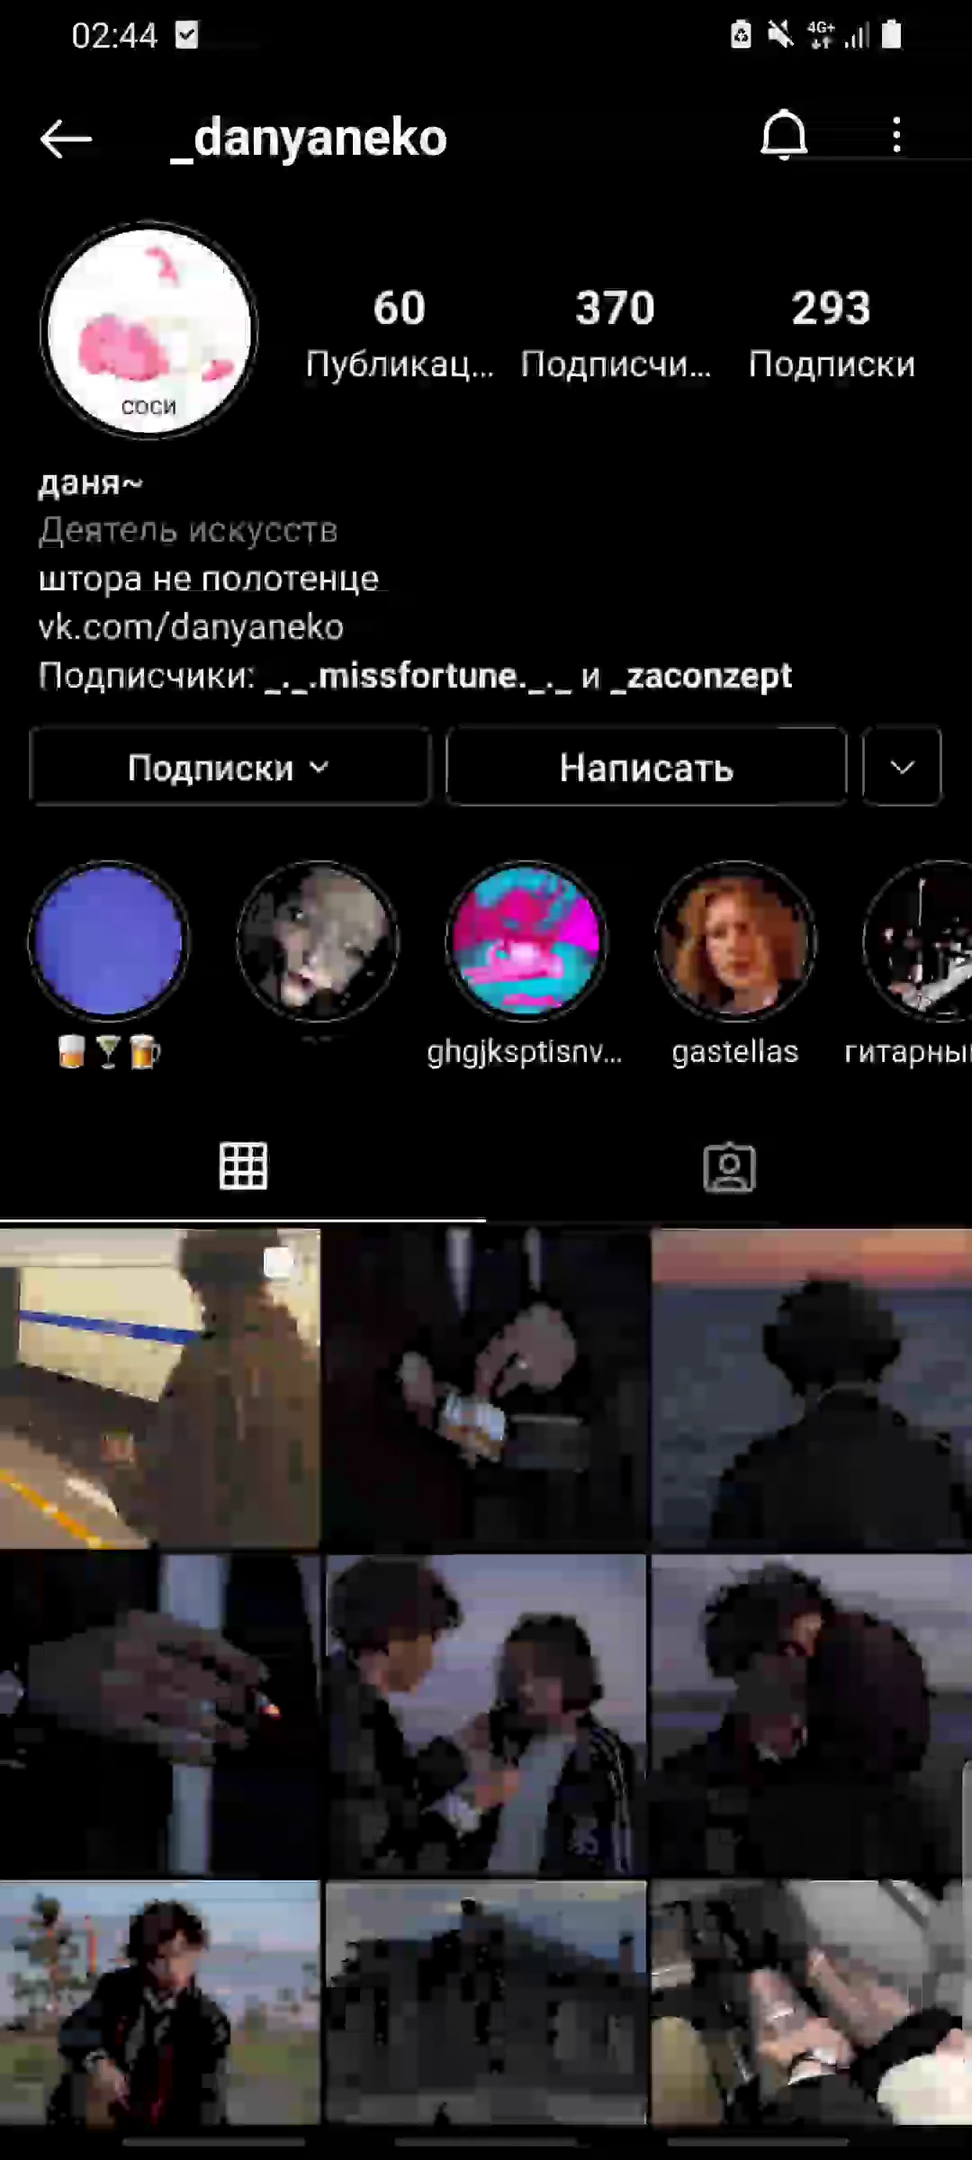 02:44
4G+
_danyaneko
60
370
293
Публикац...
Подписчи...
Подписки
соси
даня~
Деятель искусств
штора не полотенце
vk.com/danyaneko
Подписчики: _._.missfortune._._ и _zaconzept
Подписки
Написать
ghgjksptisnv...
gastellas
гитарны